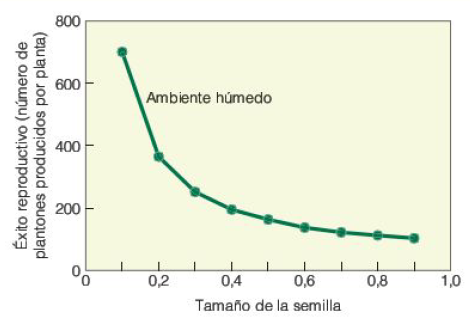 Éxito reproductivo (número de
plantones producidos por planta)
800
600
400
200
0
Ambiente húmedo
0
0,2
0,4
0,6
0,8
1,0
Tamaño de la semilla